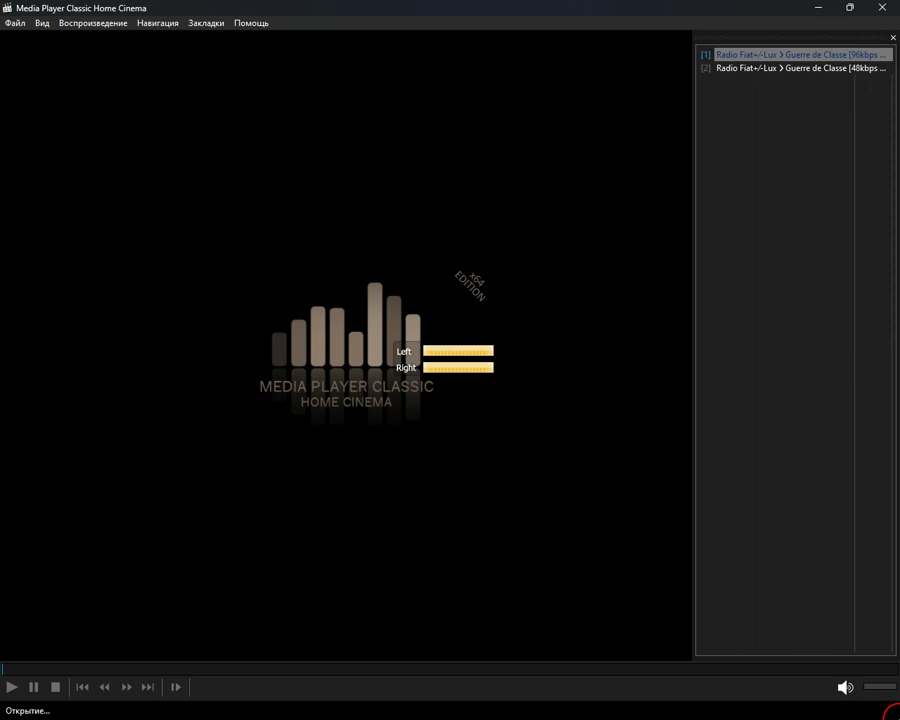 Media Player Classic Home Cinema
Файл Вид Воспроизведение Навигация Закладки Помощь
[1] Radio Fiat+/-Lux > Guerre de Classe [96kbps ...
[2] Radio Fiat+/-Lux > Guerre de Classe [48kbps ...
x64
EDITION
Left
Right
MEDIA PLAYER CLASSIC
HOME CINEMA
Открытие...